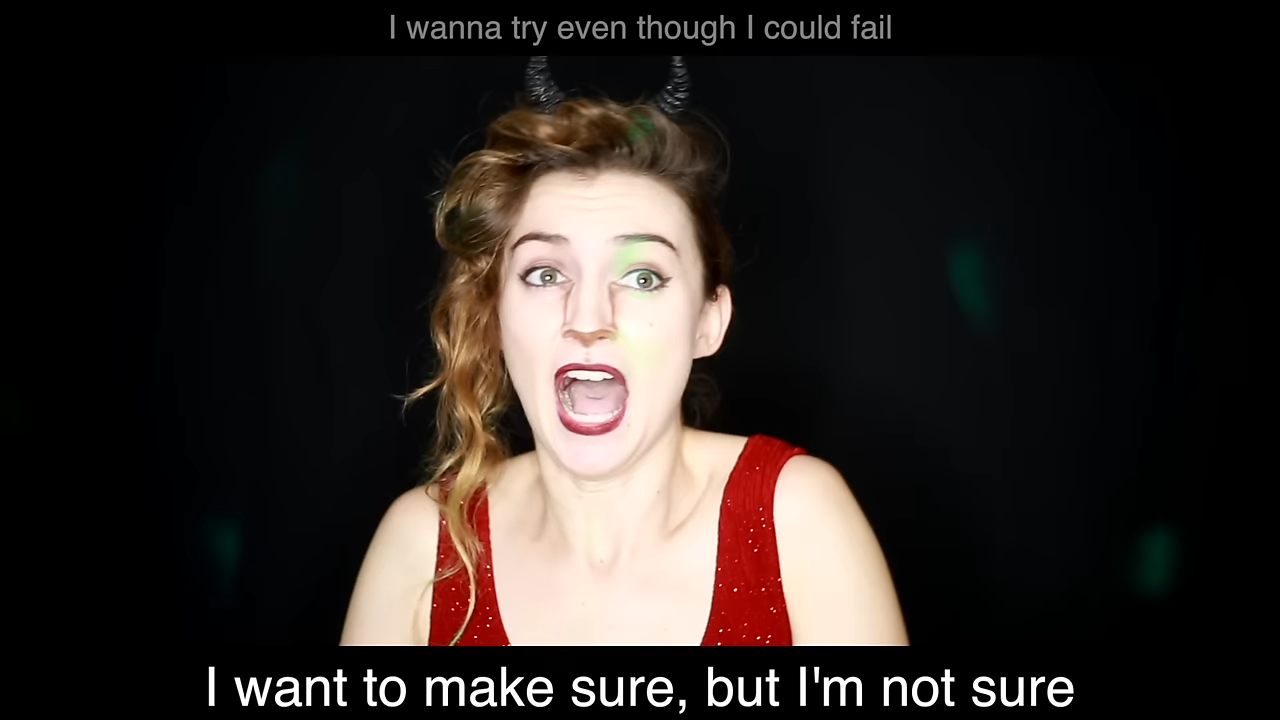 I wanna try even though I could fail
I want to make sure, but I'm not sure